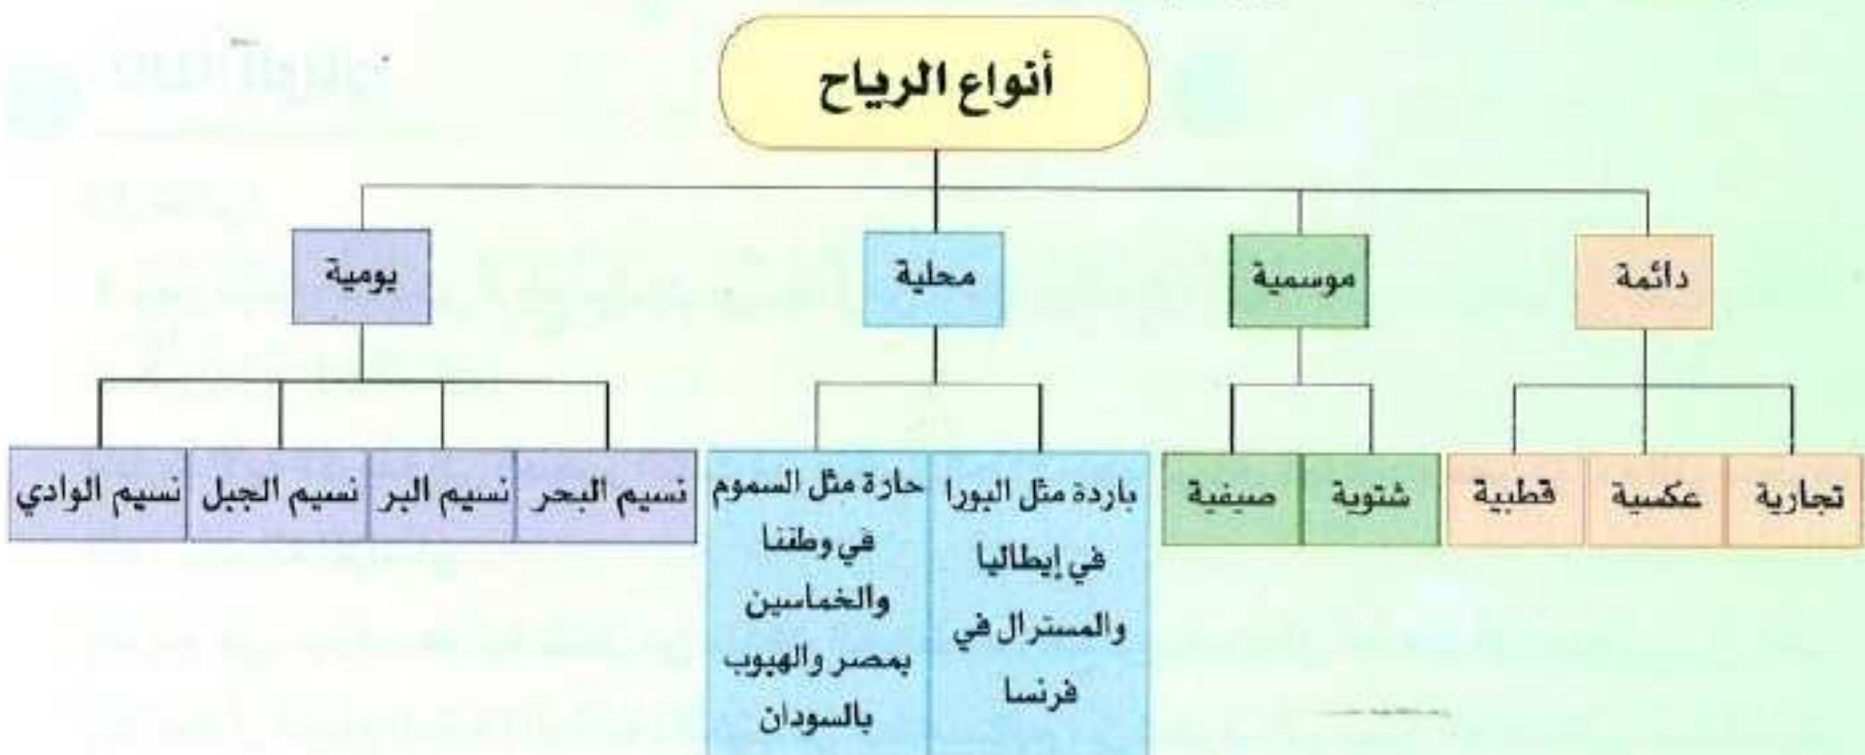 أنواع الرياح
دائمة
موسمية
محلية
يومية
تجارية
عكسية
قطبية
شتوية
صيفية
باردة مثل البورا
في إيطاليا
والمسترال في
فرنسا
حارة مثل السموم
في وطننا
والخماسين
بمصر والهبوب
بالسودان
نسيم البحر
نسيم البر
نسيم الجبل
نسيم الوادي